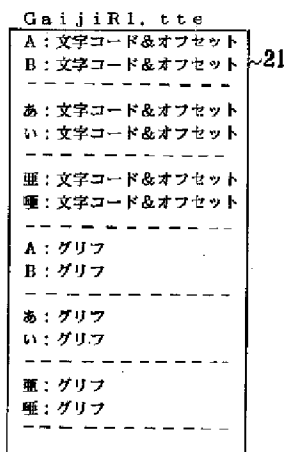 GaijiR1.tte
A:文字コード&オフセット
B:文字コード&オフセット
~21
あ:文字コード&オフセット
い:文字コード&オフセット
亜:文字コード&オフセット
唖:文字コード&オフセット
A:グリフ
B:グリフ
あ:グリフ
い:グリフ
亜:グリフ
唖:グリフ